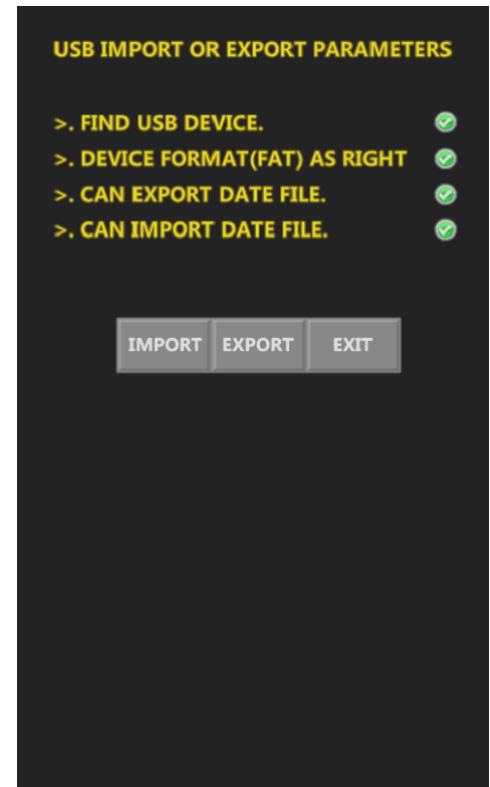 USB IMPORT OR EXPORT PARAMETERS
>. FIND USB DEVICE.
>. DEVICE FORMAT(FAT) AS RIGHT
>. CAN EXPORT DATE FILE.
>. CAN IMPORT DATE FILE.
IMPORT EXPORT EXIT